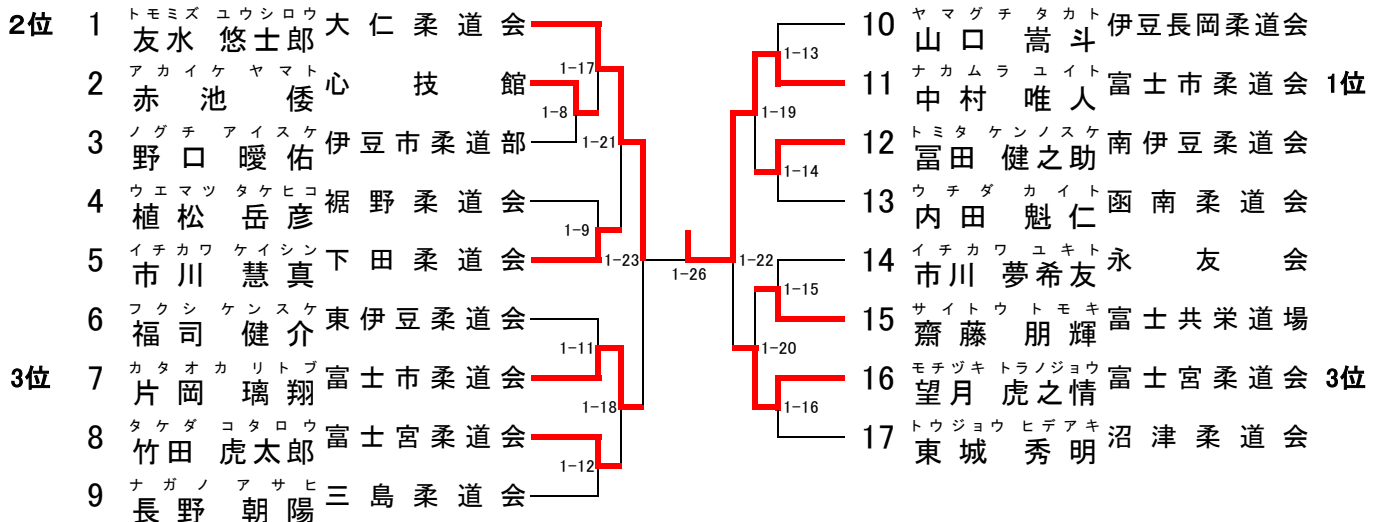 2位 1 トモミズ ユウシロウ 友水 悠士郎 大仁柔道会
2 アカイケ ヤマト 赤池 倭 心技館
3 ノグチ アイスケ 野口 曖佑 伊豆市柔道部
4 ウエマツ タケヒコ 植松 岳彦 裾野柔道会
5 イチカワ ケイシン 市川 慧真 下田柔道会
6 フクシ ケンスケ 福司 健介 東伊豆柔道会
3位 7 カタオカ リトブ 片岡 璃翔 富士市柔道会
8 タケダ コタロウ 竹田 虎太郎 富士宮柔道会
9 ナガノ アサヒ 長野 朝陽 三島柔道会
1-17
1-8
1-21
1-9
1-23
1-11
1-18
1-12
1-26
1-13
1-19
1-14
1-22
1-15
1-20
1-16
10 ヤマグチ タカト 山口 嵩斗 伊豆長岡柔道会
11 ナカムラ ユイト 中村 唯人 富士市柔道会 1位
12 トミタ ケンノスケ 冨田 健之助 南伊豆柔道会
13 ウチダ カイト 内田 魁仁 函南柔道会
14 イチカワ ユキト 市川 夢希友 永友会
15 サイトウ トモキ 齋藤 朋輝 富士共栄道場
16 モチヅキ トラノジョウ 望月 虎之情 富士宮柔道会 3位
17 トウジョウ ヒデアキ 東城 秀明 沼津柔道会